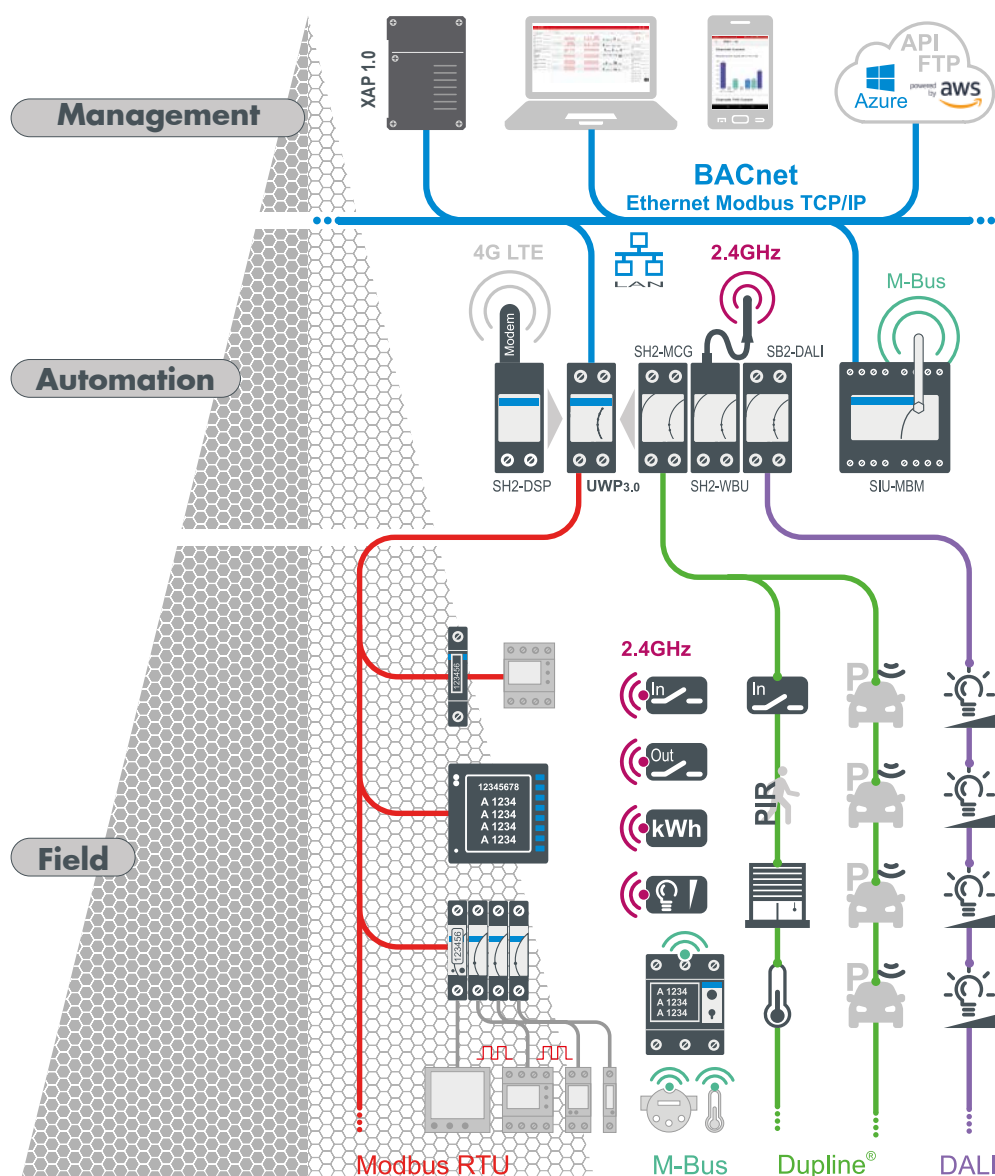 Management
XAP 1.0
API
FTP
Azure
powered by aws
BACnet
Ethernet Modbus TCP/IP
4G LTE
LAN
2.4GHz
M-Bus
Automation
Modem
SH2-MCG
SB2-DALI
SH2-DSP
UWP3.0
SH2-WBU
SIU-MBM
Field
123456
2.4GHz
In
In
P
Out
12345678
A 1234
A 1234
A 1234
A 1234
PIR
P
kWh
P
123456
A 1234
A 1234
A 1234
P
Modbus RTU
M-Bus
Dupline®
DALI